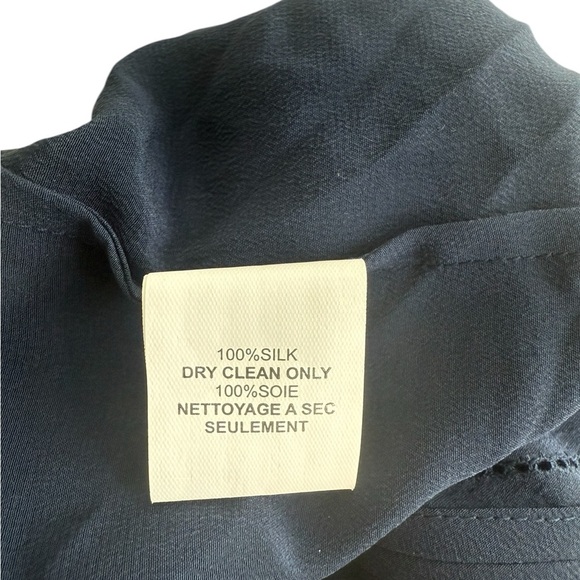 100%SILK
DRY CLEAN ONLY
100%SOIE
NETTOYAGE A SEC
SEULEMENT